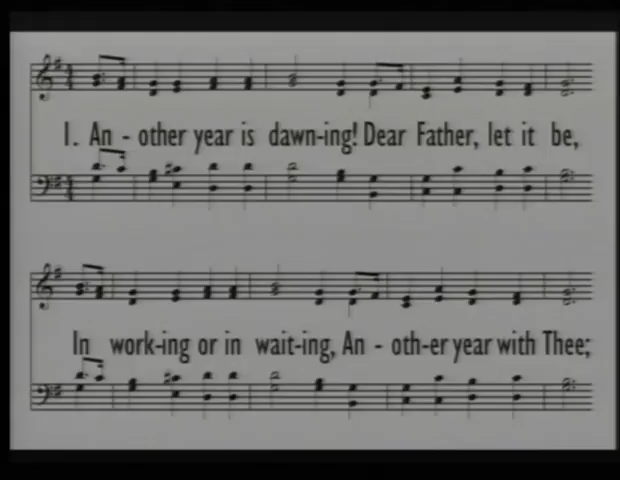 1. An - other year is dawn-ing! Dear Father, let it be,
In work-ing or in wait-ing, An - oth-er year with Thee;